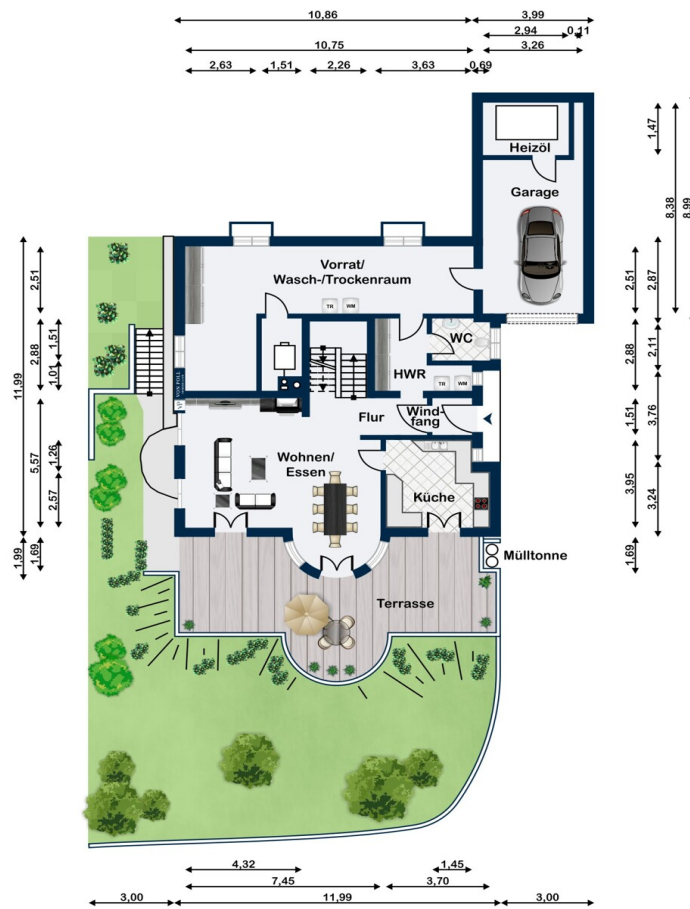 10,86
3,99
2,94
0,11
10,75
3,26
2,63
1,51
2,26
3,63
0,69
Heizöl
Garage
1,47
8,38
8,99
Vorrat/
Wasch-/Trockenraum
TR
WM
2,51
2,51
2,87
WC
HWR
TR
WM
11,99
2,88
1,51
1,01
2,88
2,11
VP VON POLL
Flur
Wind-
fang
1,51
3,76
Wohnen/
Essen
Küche
5,57
1,26
2,57
3,95
3,24
1,99
1,69
Mülltonne
1,69
Terrasse
4,32
1,45
7,45
3,70
3,00
11,99
3,00